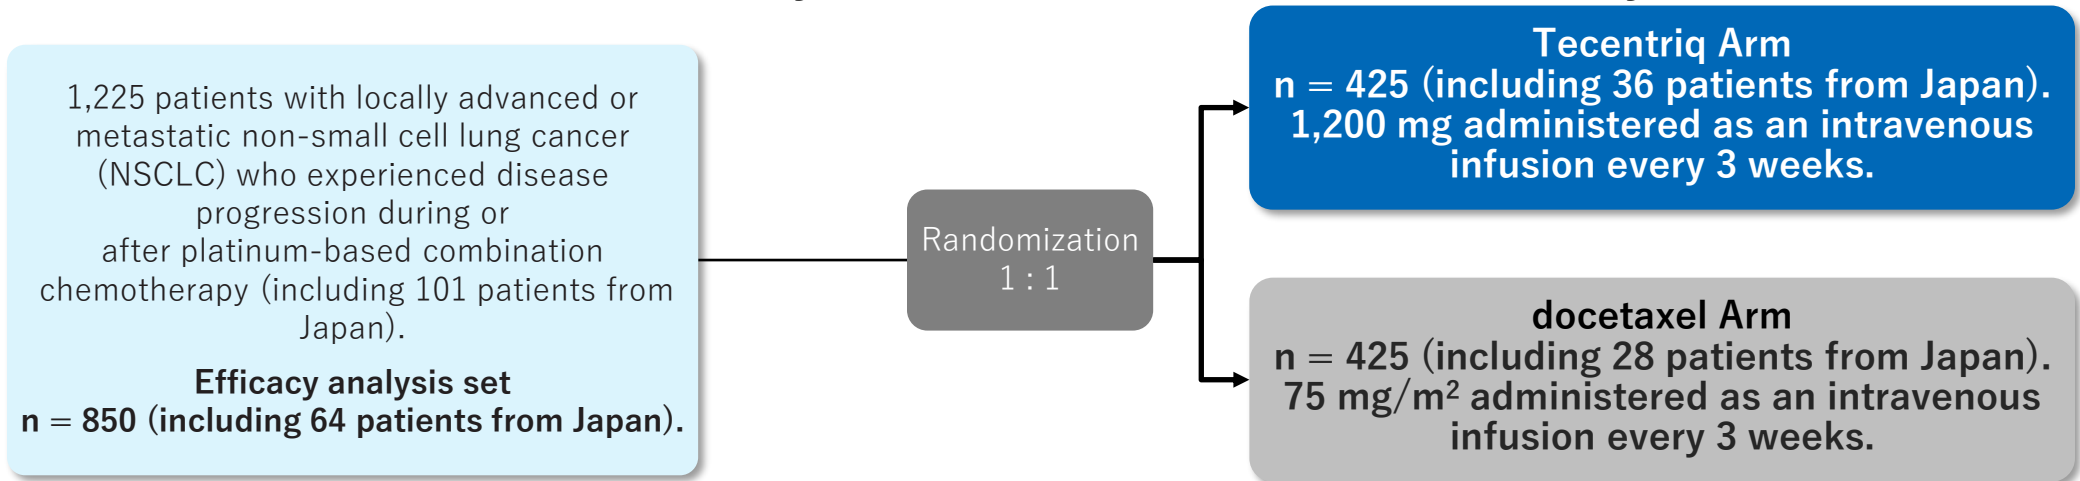 1,225 patients with locally advanced or
metastatic non-small cell lung cancer
(NSCLC) who experienced disease
progression during or
after platinum-based combination
chemotherapy (including 101 patients from
Japan).
Efficacy analysis set
n = 850 (including 64 patients from Japan).
Randomization
1 : 1
Tecentriq Arm
n = 425 (including 36 patients from Japan).
1,200 mg administered as an intravenous
infusion every 3 weeks.
docetaxel Arm
n = 425 (including 28 patients from Japan).
75 mg/m² administered as an intravenous
infusion every 3 weeks.